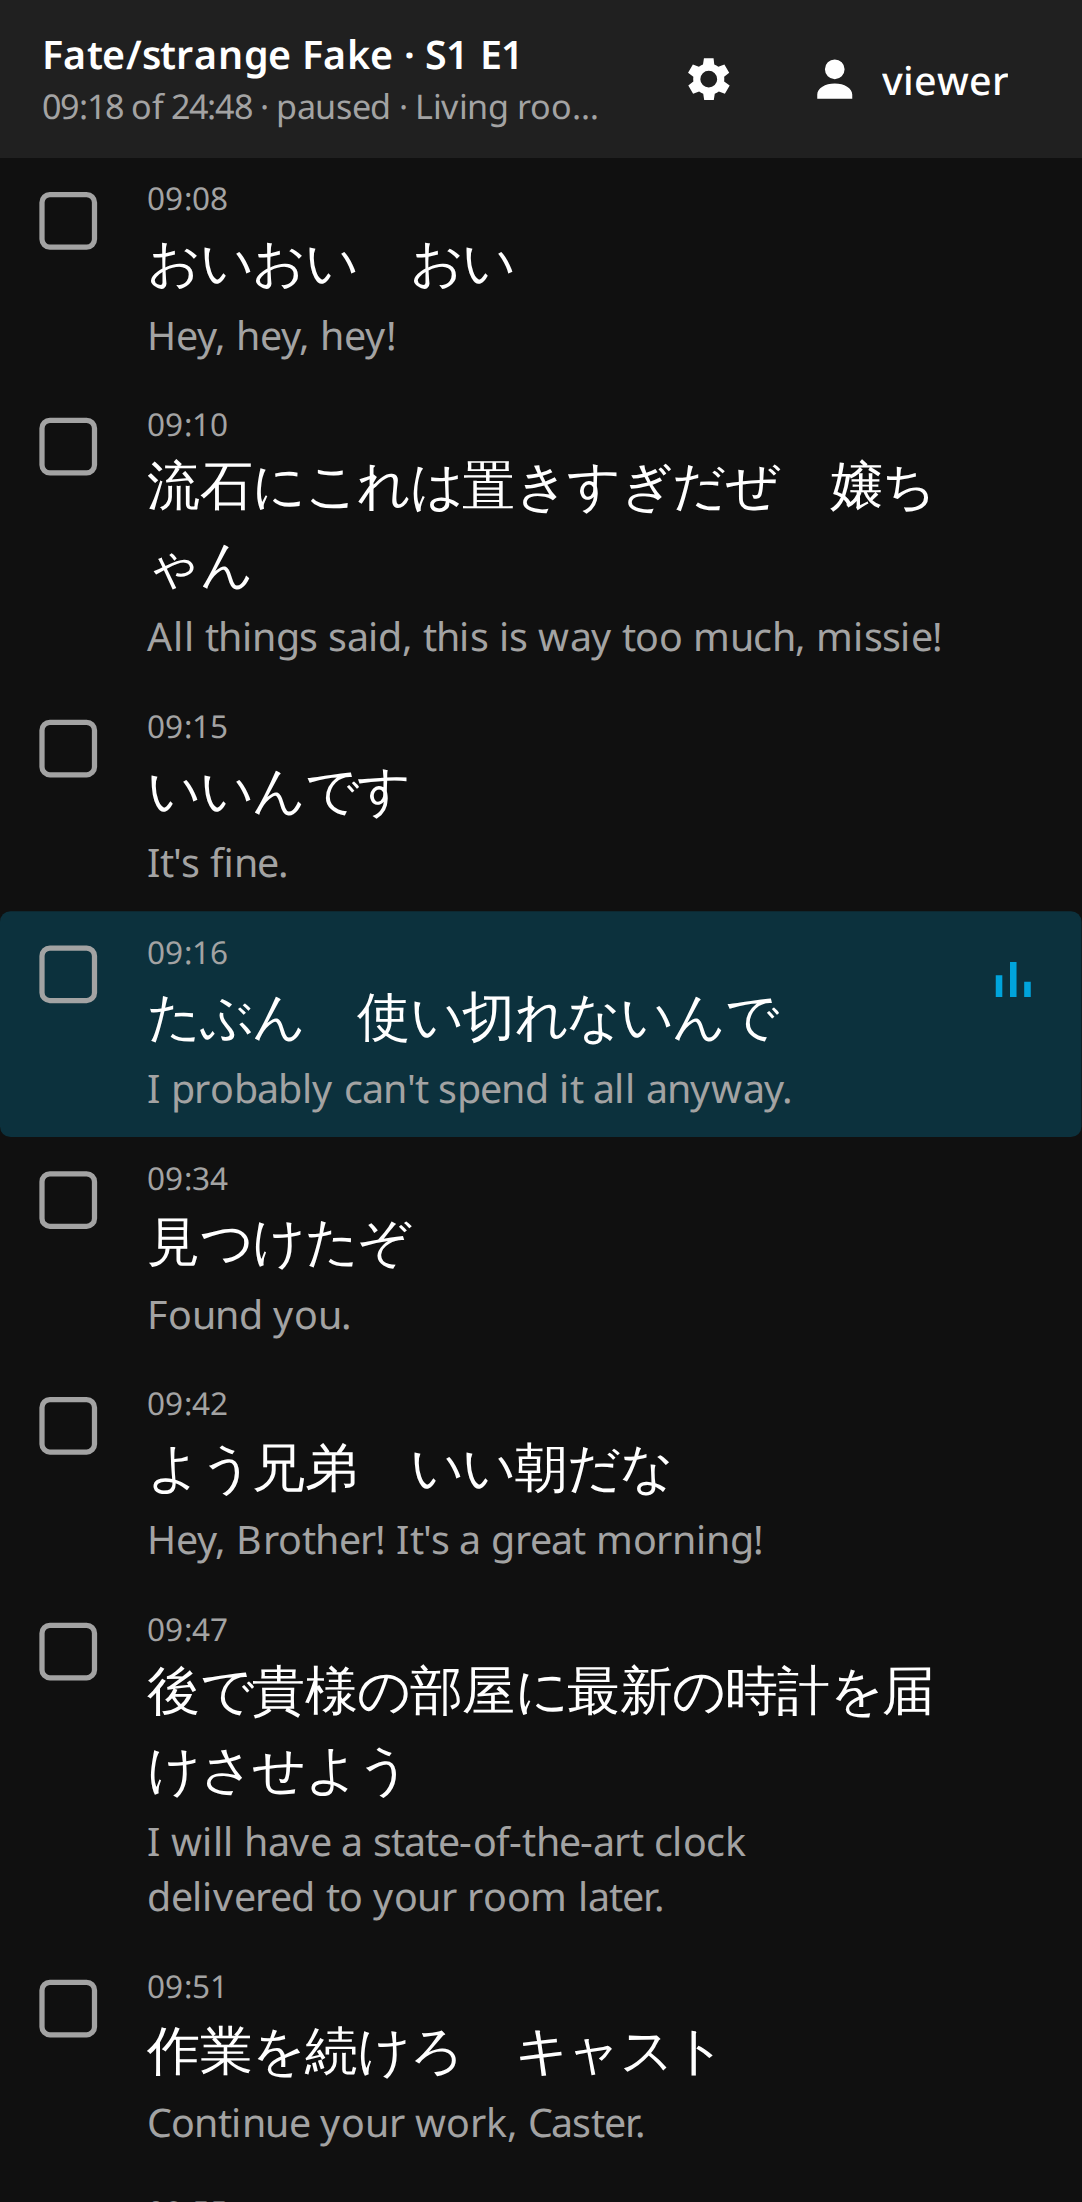 Fate/strange Fake · S1 E1
09:18 of 24:48 · paused · Living roo...
viewer
09:08
おいおい　おい
Hey, hey, hey!
09:10
流石にこれは置きすぎだぜ　嬢ち
ゃん
All things said, this is way too much, missie!
09:15
いいんです
It's fine.
09:16
たぶん　使い切れないんで
I probably can't spend it all anyway.
09:34
見つけたぞ
Found you.
09:42
よう兄弟　いい朝だな
Hey, Brother! It's a great morning!
09:47
後で貴様の部屋に最新の時計を届
けさせよう
I will have a state-of-the-art clock
delivered to your room later.
09:51
作業を続けろ　キャスト
Continue your work, Caster.